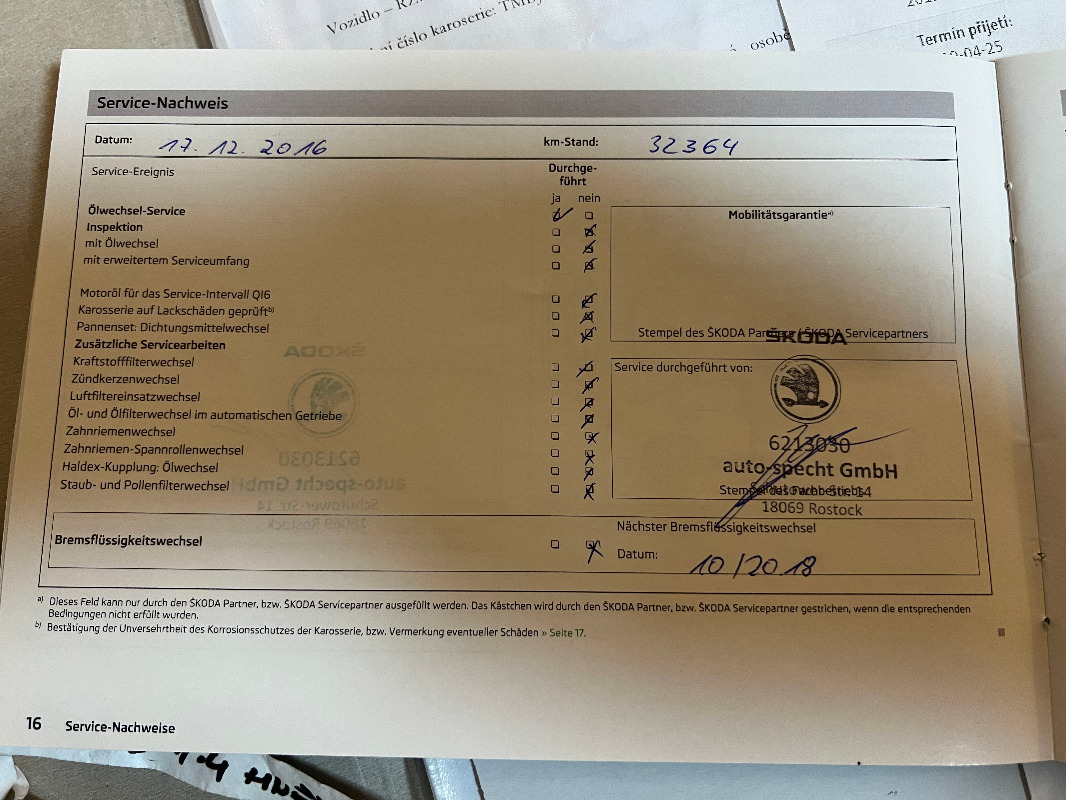 Vozidlo –
číslo karoserie:
osobě
Termín přijetí:
-04-25
Service-Nachweis
Datum: 17. 12. 2016 km-Stand: 32364
Service-Ereignis
Durchge-
führt
ja nein
Ölwechsel-Service
Inspektion
mit Ölwechsel
mit erweitertem Serviceumfang
Motoröl für das Service-Intervall QI6
Karosserie auf Lackschäden geprüft b)
Pannenset: Dichtungsmittelwechsel
Zusätzliche Servicearbeiten
Kraftstofffilterwechsel
Zündkerzenwechsel
Luftfiltereinsatzwechsel
Öl- und Ölfilterwechsel im automatischen Getriebe
Zahnriemenwechsel
Zahnriemen-Spannrollenwechsel
Haldex-Kupplung: Ölwechsel
Staub- und Pollenfilterwechsel
Mobilitätsgarantie a)
Stempel des ŠKODA Partners / ŠKODA Servicepartners
Service durchgeführt von:
ŠKODA
6213030
auto-specht GmbH
Stempel des Fachbetriebs
18069 Rostock
Bremsflüssigkeitswechsel
Nächster Bremsflüssigkeitswechsel
Datum: 10/2018
a) Dieses Feld kann nur durch den ŠKODA Partner, bzw. ŠKODA Servicepartner ausgefüllt werden. Das Kästchen wird durch den ŠKODA Partner, bzw. ŠKODA Servicepartner gestrichen, wenn die entsprechenden
Bedingungen nicht erfüllt wurden.
b) Bestätigung der Unversehrtheit des Korrosionsschutzes der Karosserie, bzw. Vermerkung eventueller Schäden » Seite 17.
16 Service-Nachweise